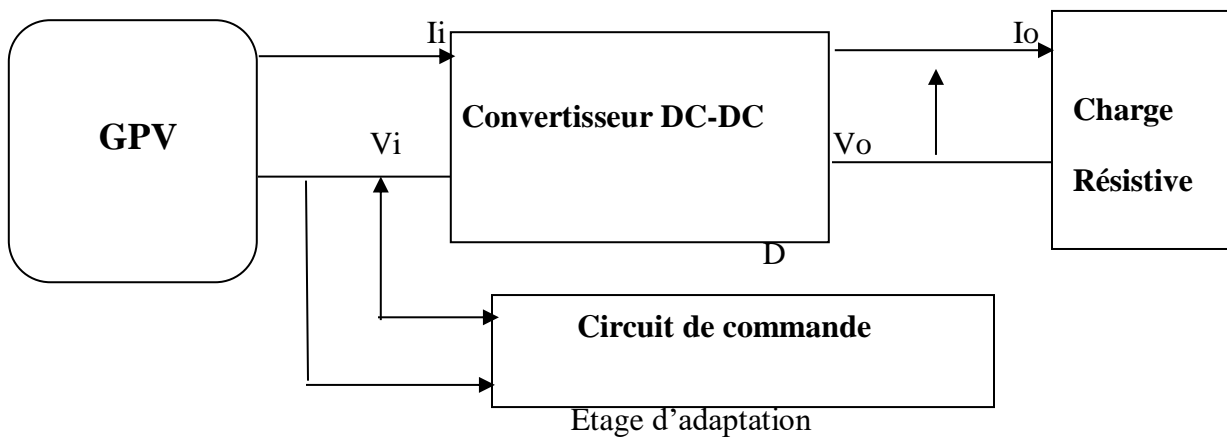 Ii
Io
GPV
Convertisseur DC-DC
Charge
Vi
Vo
Résistive
D
Circuit de commande
Etage d’adaptation